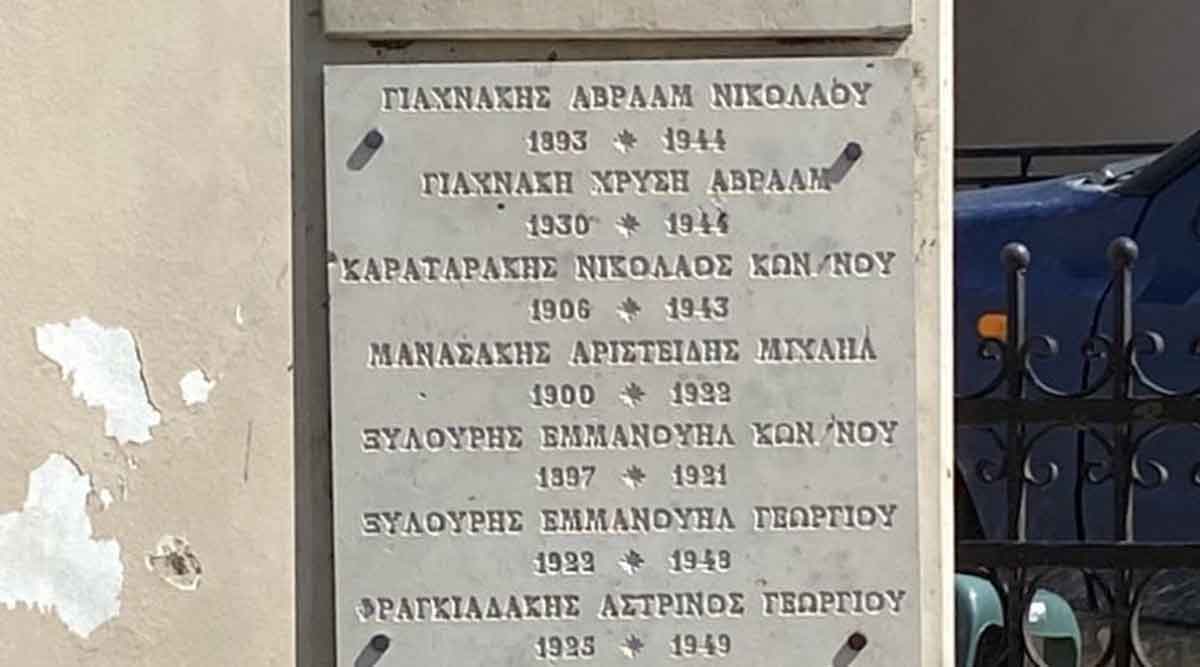 ΓΙΑΧΝΑΚΗΣ ΑΒΡΑΑΜ ΝΙΚΟΛΑΟΥ
1893 * 1944
ΓΙΑΧΝΑΚΗ ΧΡΥΣΗ ΑΒΡΑΑΜ
1930 * 1944
ΚΑΡΑΤΑΡΑΚΗΣ ΝΙΚΟΛΑΟΣ ΚΩΝ/ΝΟΥ
1906 * 1943
ΜΑΝΑΣΑΚΗΣ ΑΡΙΣΤΕΙΔΗΣ ΜΙΧΑΗΛ
1900 * 1922
ΞΥΛΟΥΡΗΣ ΕΜΜΑΝΟΥΗΛ ΚΩΝ/ΝΟΥ
1897 * 1921
ΞΥΛΟΥΡΗΣ ΕΜΜΑΝΟΥΗΛ ΓΕΩΡΓΙΟΥ
1922 * 1948
ΦΡΑΓΚΙΑΔΑΚΗΣ ΑΣΤΡΙΝΟΣ ΓΕΩΡΓΙΟΥ
1925 * 1949